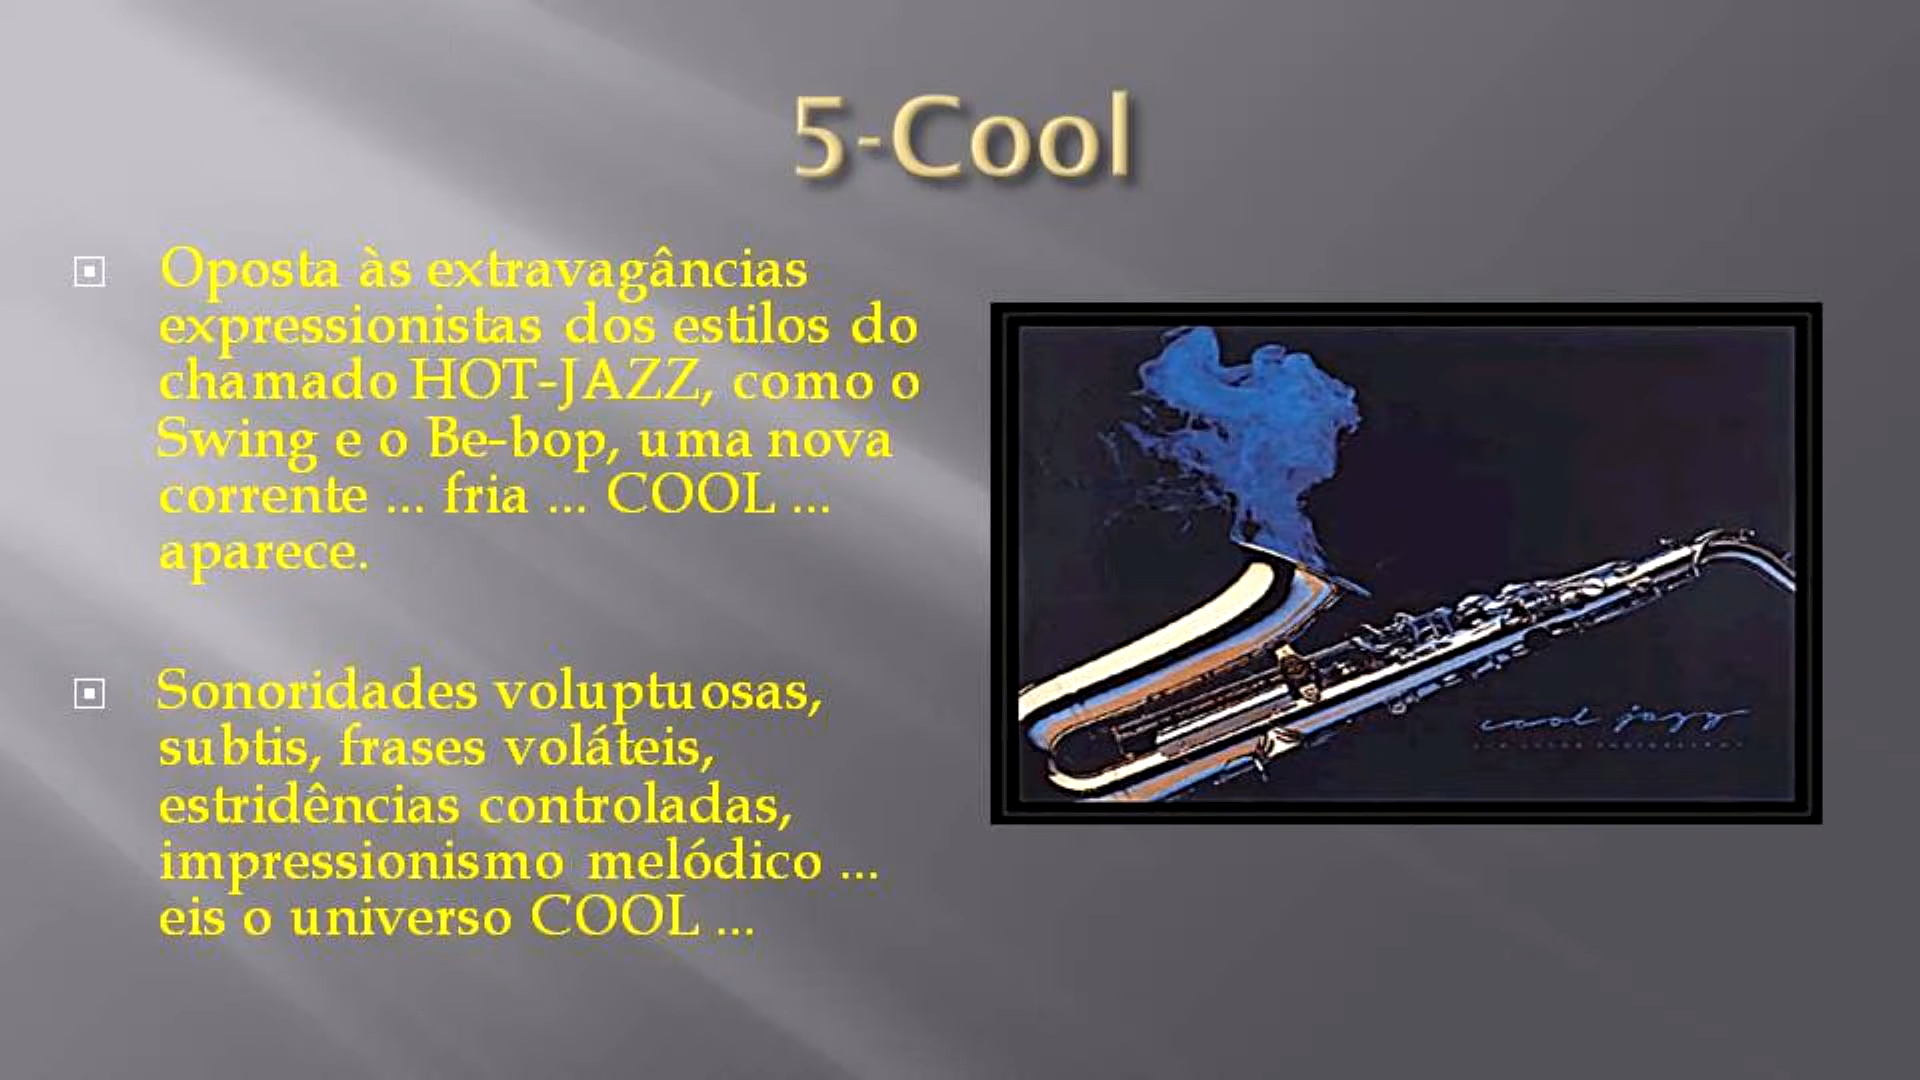 5-Cool
Oposta às extravagâncias
expressionistas dos estilos do
chamado HOT-JAZZ, como o
Swing e o Be-bop, uma nova
corrente ... fria ... COOL ...
aparece.
Sonoridades voluptuosas,
subtis, frases voláteis,
estridências controladas,
impressionismo melódico ...
eis o universo COOL ...
cool jazz